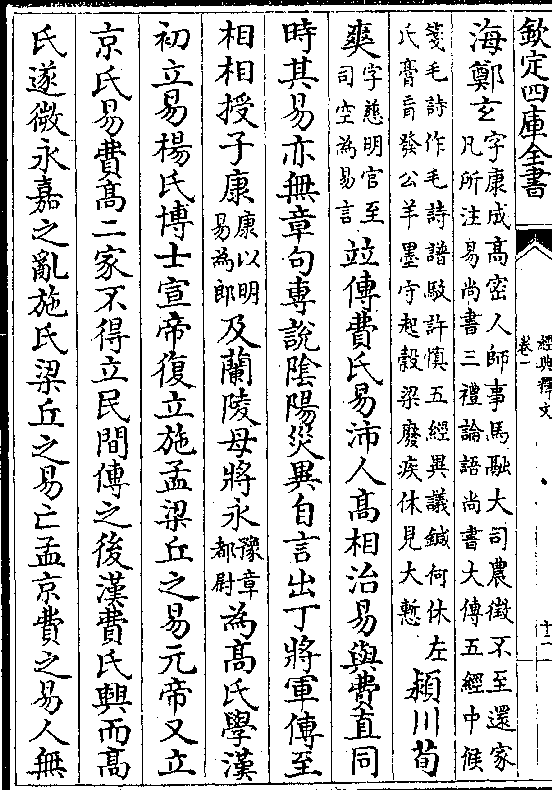 欽定四庫全書
經典釋文
卷一
十二
海鄭玄字康成高密人師事馬融大司農徴不至還家
凡所注易尚書三禮論語尚書大傳五經中候
箋毛詩作毛詩譜駁許慎五經異議鍼何休左
氏膏肓發公羊墨守起穀梁廢疾休見大慙潁川荀
爽字慈明官至
司空為易言竝傳費氏易沛人髙相治易與費直同
時其易亦無章句専說陰陽災異自言出丁將軍傳至
相相授子康康以明
易為郎及蘭陵母將永豫章
都尉為髙氏學漢
初立易楊氏博士宣帝復立施孟梁丘之易元帝又立
京氏易費髙二家不得立民間傳之後漢費氏興而髙
氏遂微永嘉之亂施氏梁丘之易亡孟京費之易人無